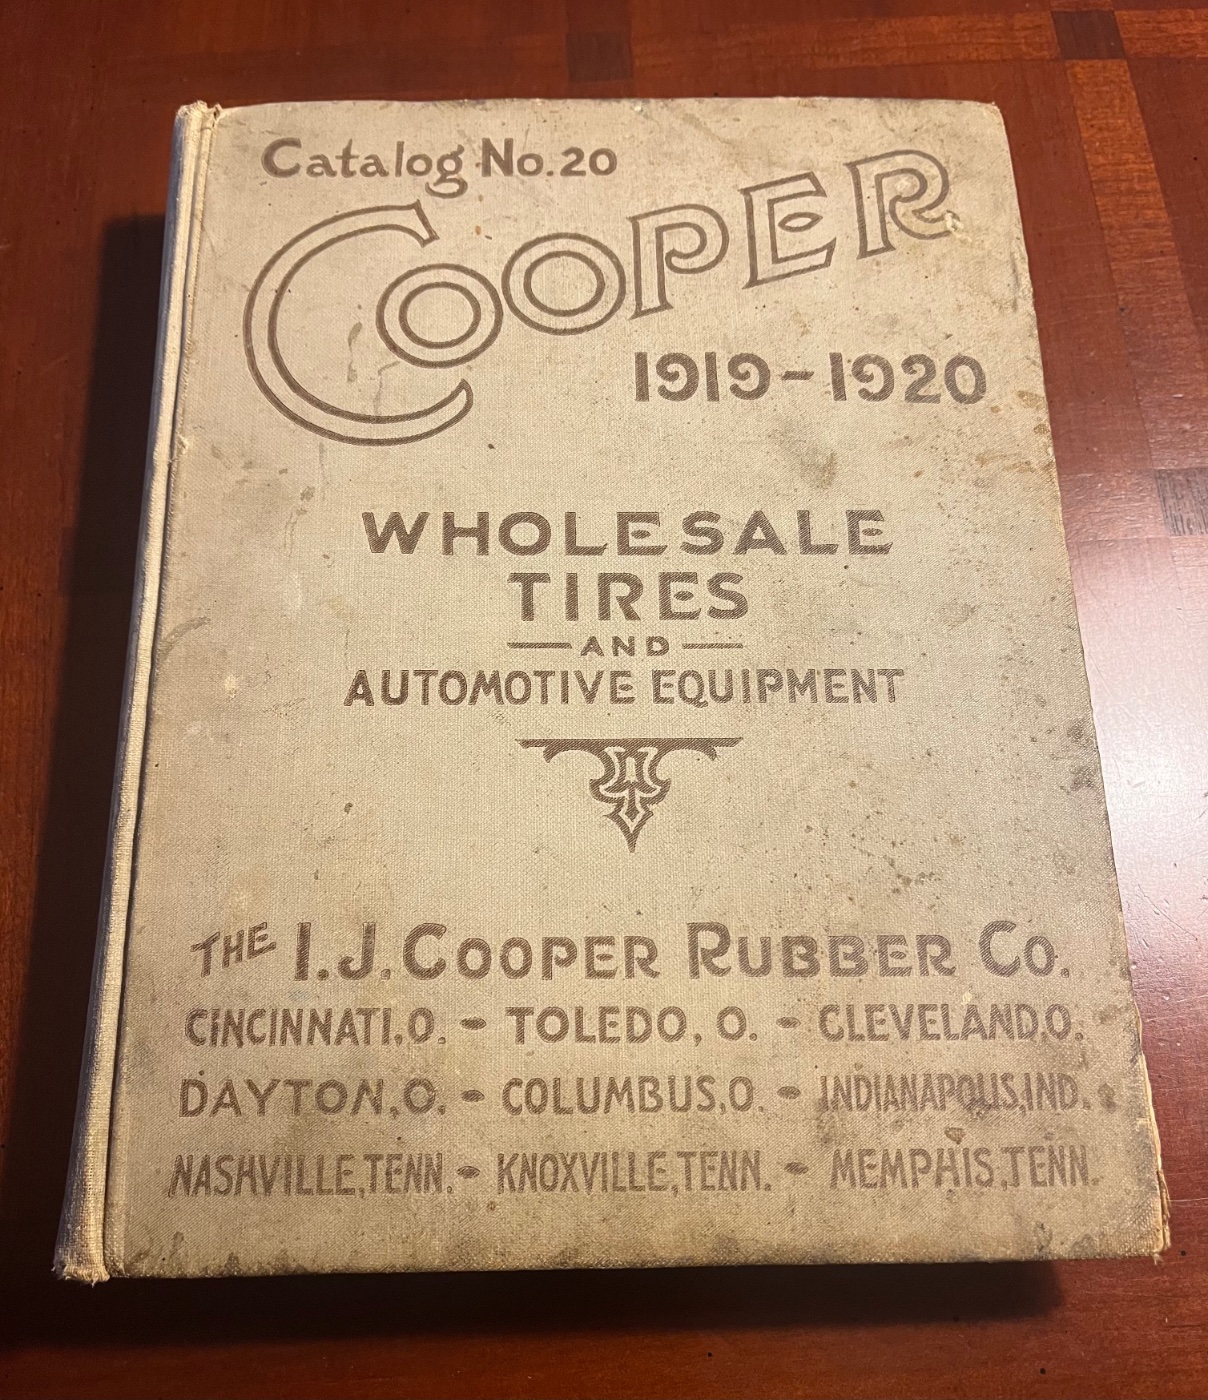 Catalog No. 20
COOPER
1919-1920
WHOLESALE
TIRES
AND
AUTOMOTIVE EQUIPMENT
THE I.J. COOPER RUBBER CO.
CINCINNATI, O. - TOLEDO, O. - CLEVELAND, O.
DAYTON, O. - COLUMBUS, O. - INDIANAPOLIS, IND.
NASHVILLE, TENN. - KNOXVILLE, TENN. - MEMPHIS, TENN.